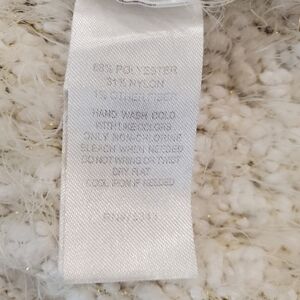 68% POLYESTER
31% NYLON
1% OTHER FIBER
HAND WASH COLD
WITH LIKE COLORS
ONLY NON-CHLORINE
BLEACH WHEN NEEDED
DO NOT WRING OR TWIST
DRY FLAT
COOL IRON IF NEEDED